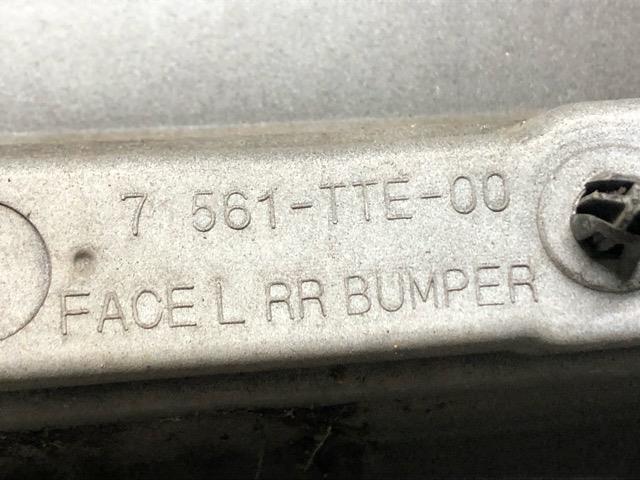 7 561-TTE-00
FACE L RR BUMPER